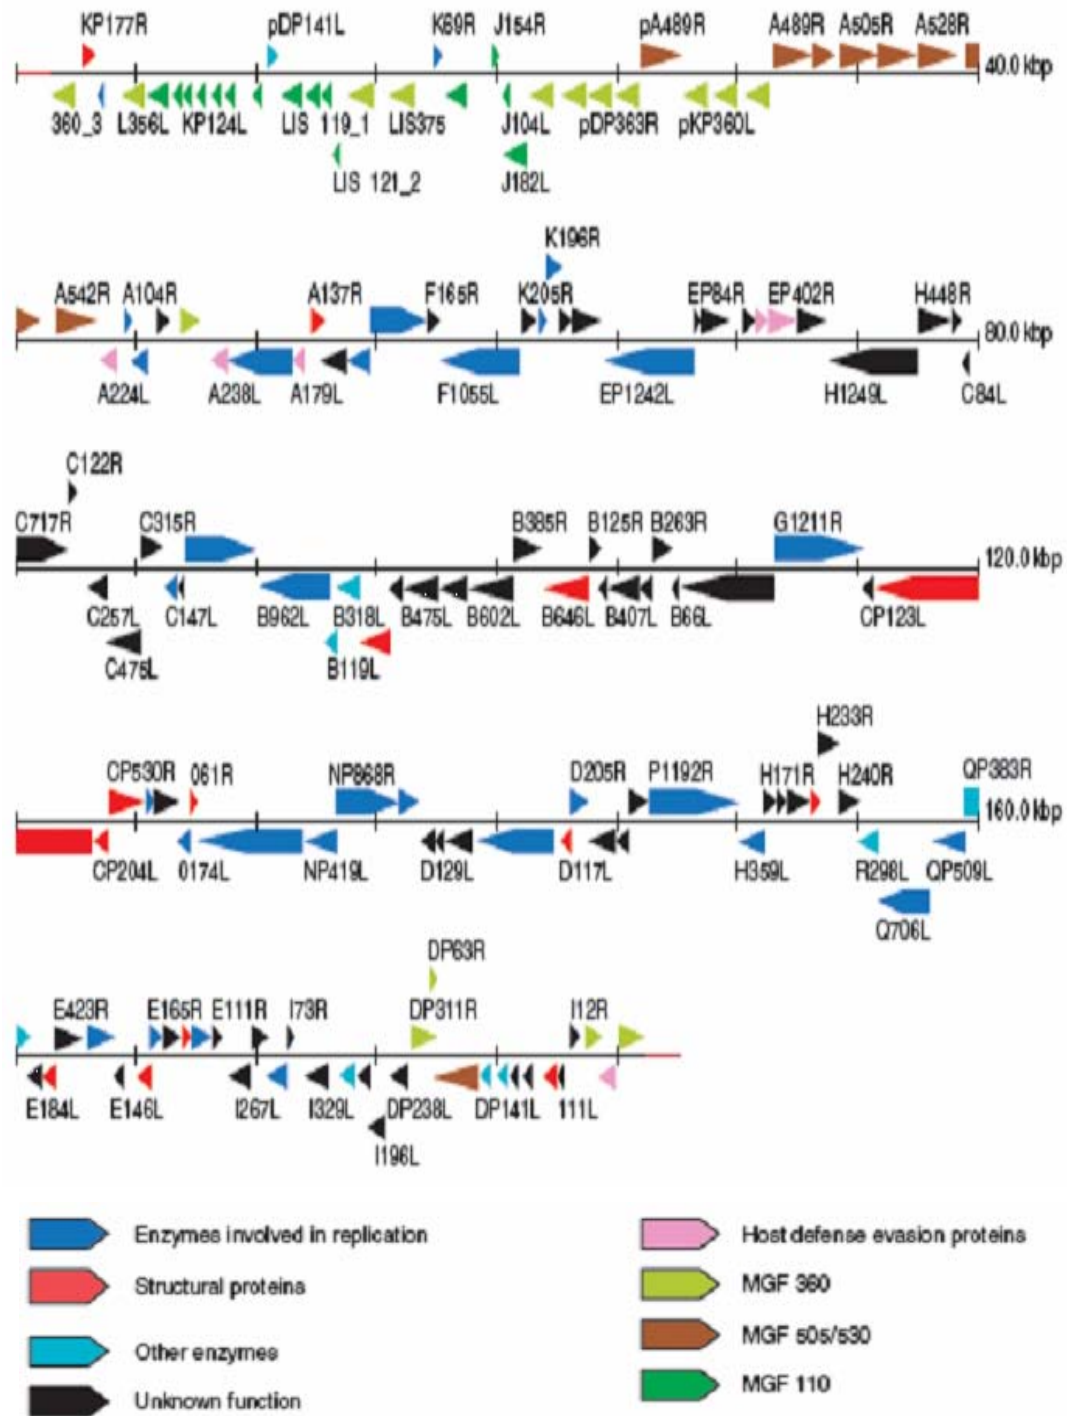 KP177R pDP141L K69R J154R pA489R A489R A505R A528R
40.0 kbp
360_3 L356L KP124L LIS 119_1 LIS375 J104L pDP363R pKP360L
LIS 121_2 J182L
K196R
A542R A104R A137R F165R K205R EP84R EP402R H448R
80.0 kbp
A224L A238L A179L F1055L EP1242L H1249L C84L
C122R
C717R C315R B385R B125R B263R G1211R
120.0 kbp
C257L C147L B962L B318L B475L B602L B646L B407L B66L CP123L
C475L B119L
H233R
CP530R 061R NP868R D205R P1192R H171R H240R QP383R
160.0 kbp
CP204L 0174L NP419L D129L D117L H359L R298L QP509L
Q706L
DP63R
E423R E165R E111R I73R DP311R I12R
E184L E146L I267L I329L DP238L DP141L 111L
I196L
Enzymes involved in replication
Structural proteins
Other enzymes
Unknown function
Host defense evasion proteins
MGF 360
MGF 505/530
MGF 110